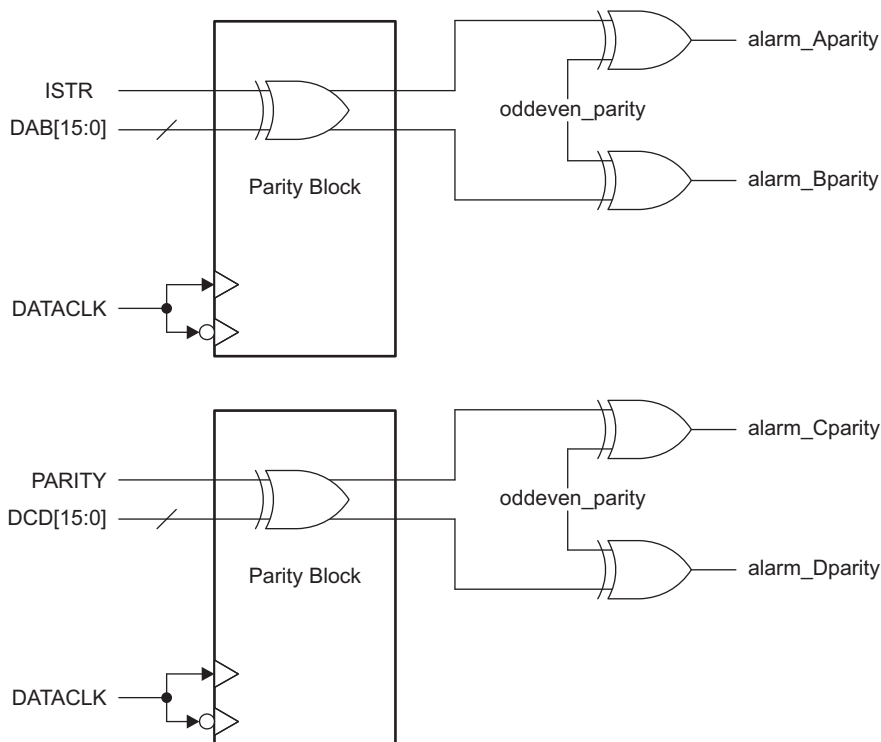 alarm_Aparity
ISTR
oddeven_parity
DAB[15:0]
Parity Block
alarm_Bparity
DATACLK
alarm_Cparity
PARITY
oddeven_parity
DCD[15:0]
Parity Block
alarm_Dparity
DATACLK